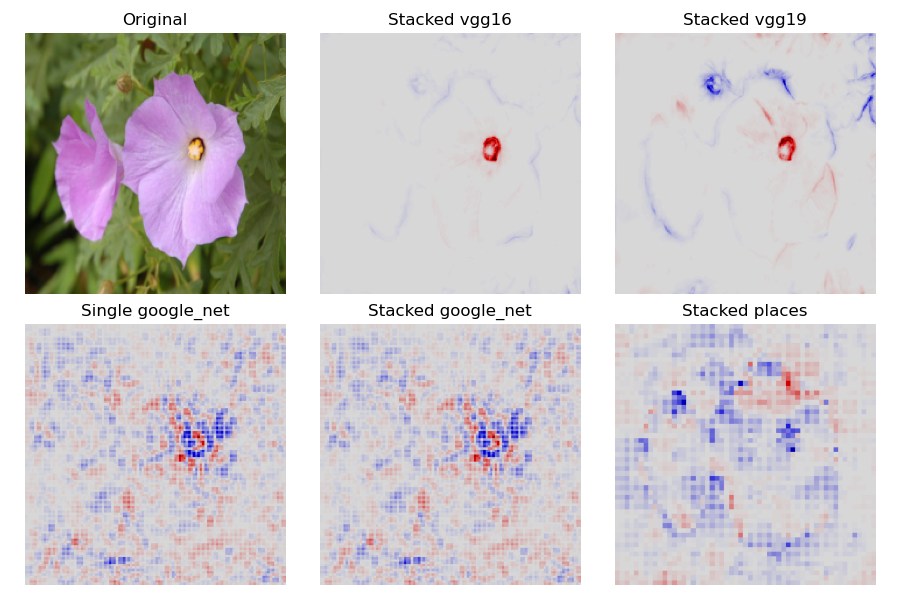 Original
Stacked vgg16
Stacked vgg19
Single google_net
Stacked google_net
Stacked places